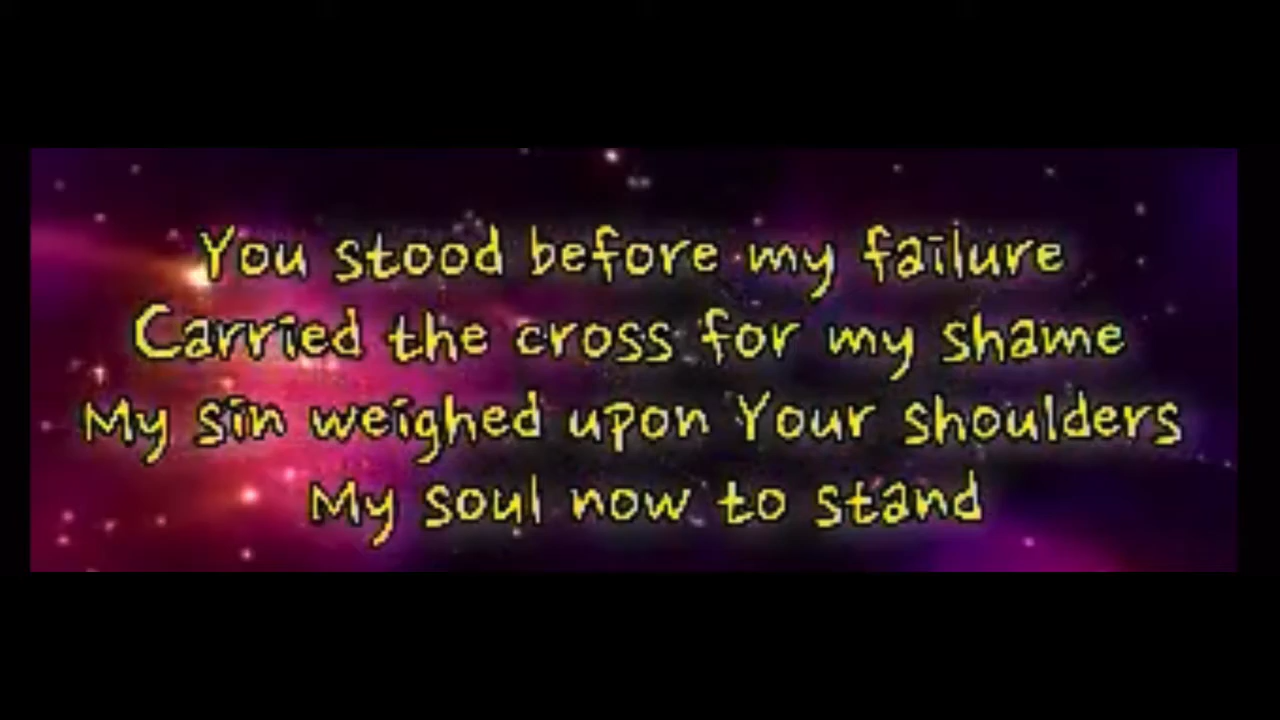 You stood before my failure
Carried the cross for my shame
My sin weighed upon Your shoulders
My soul now to stand